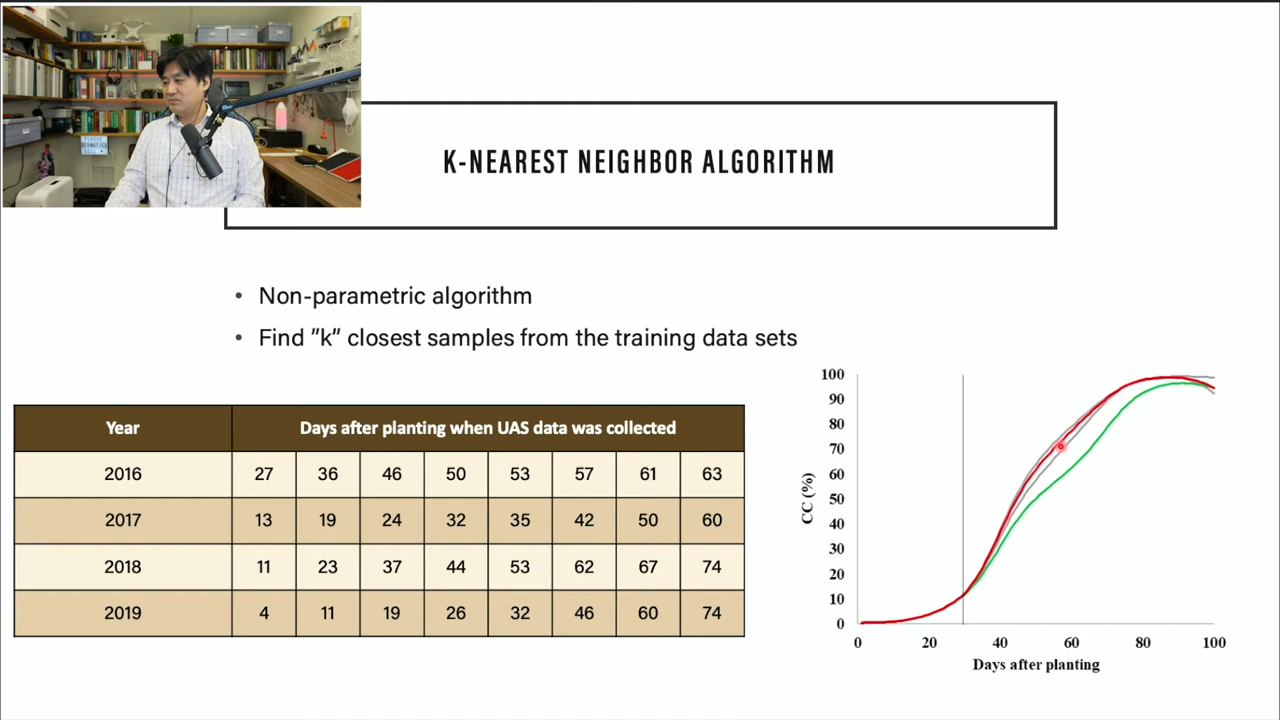 K-NEAREST NEIGHBOR ALGORITHM
• Non-parametric algorithm
• Find "k" closest samples from the training data sets
Year Days after planting when UAS data was collected
2016 27 36 46 50 53 57 61 63
2017 13 19 24 32 35 42 50 60
2018 11 23 37 44 53 62 67 74
2019 4 11 19 26 32 46 60 74
CC (%)
100
90
80
70
60
50
40
30
20
10
0
0 20 40 60 80 100
Days after planting